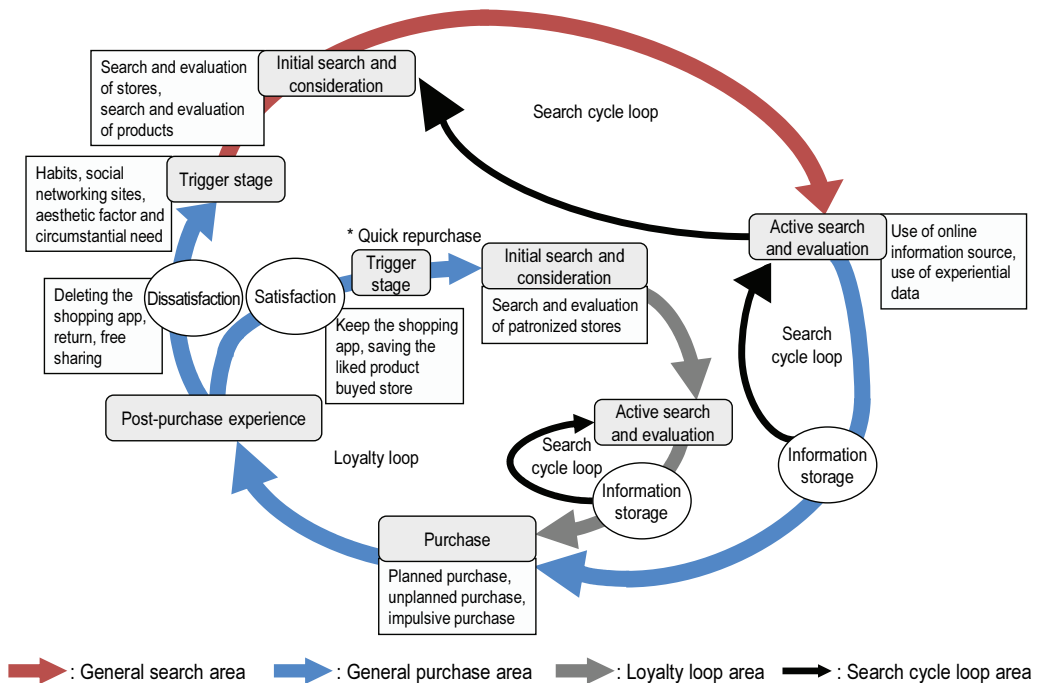 Initial search and
consideration
Search and evaluation
of stores,
search and evaluation
of products
Search cycle loop
Trigger stage
Habits, social
networking sites,
aesthetic factor and
circumstantial need
Active search
and evaluation
Use of online
information source,
use of experiential
data
* Quick repurchase
Trigger
stage
Initial search and
consideration
Search and evaluation
of patronized stores
Dissatisfaction
Satisfaction
Deleting the
shopping app,
return, free
sharing
Keep the shopping
app, saving the
liked product
buyed store
Search
cycle loop
Post-purchase experience
Active search
and evaluation
Search
cycle loop
Loyalty loop
Information
storage
Information
storage
Purchase
Planned purchase,
unplanned purchase,
impulsive purchase
: General search area
: General purchase area
: Loyalty loop area
: Search cycle loop area